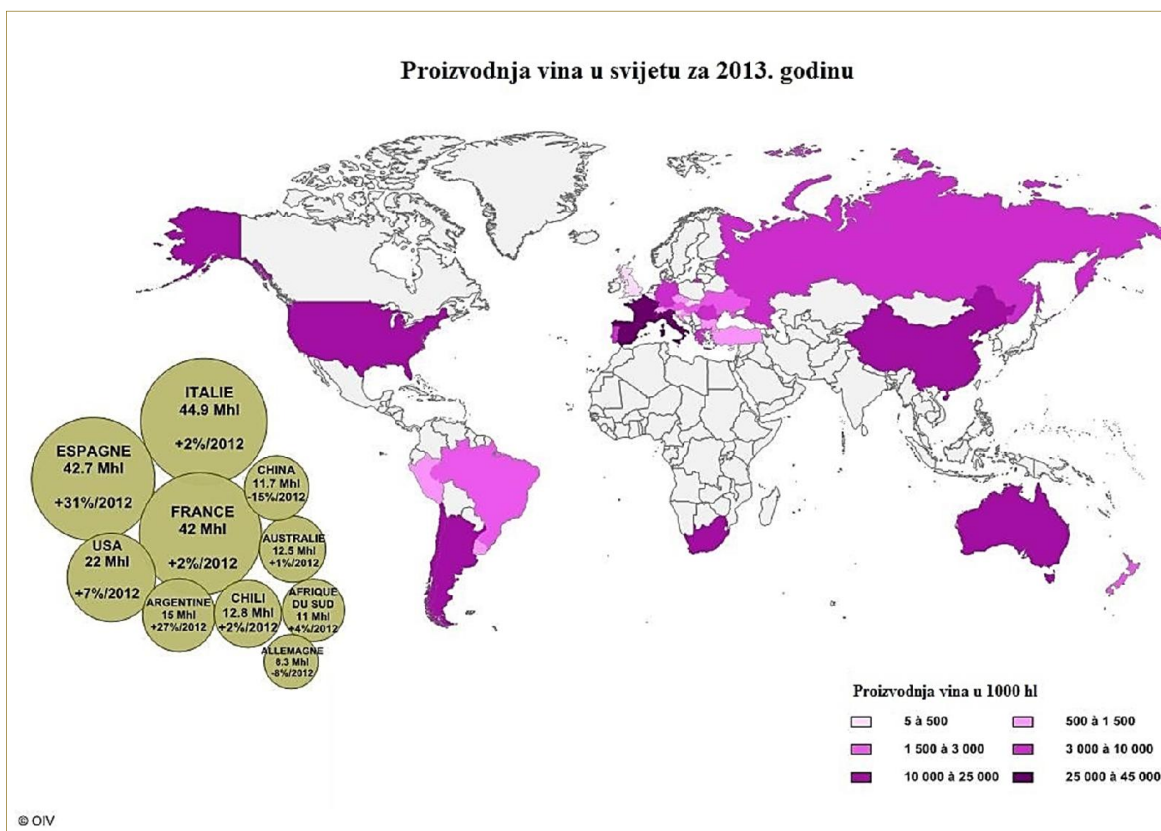 Proizvodnja vina u svijetu za 2013. godinu
ITALIE
44.9 Mhl
+2%/2012
ESPAGNE
42.7 Mhl
+31%/2012
CHINA
11.7 Mhl
-15%/2012
FRANCE
42 Mhl
+2%/2012
AUSTRALIE
12.5 Mhl
+1%/2012
USA
22 Mhl
+7%/2012
ARGENTINE
15 Mhl
+27%/2012
CHILI
12.8 Mhl
+2%/2012
AFRIQUE
DU SUD
11 Mhl
+4%/2012
ALLEMAGNE
8.3 Mhl
-8%/2012
Proizvodnja vina u 1000 hl
5 à 500
500 à 1 500
1 500 à 3 000
3 000 à 10 000
10 000 à 25 000
25 000 à 45 000
© OIV